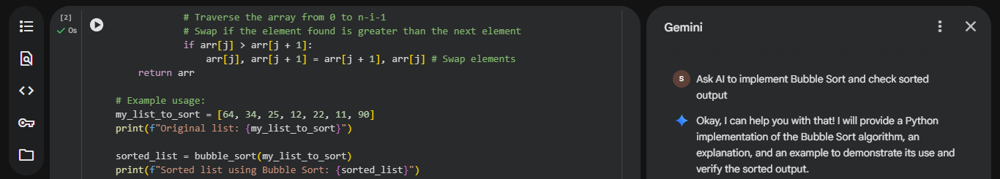 [2]
0s
# Traverse the array from 0 to n-i-1
# Swap if the element found is greater than the next element
if arr[j] > arr[j + 1]:
arr[j], arr[j + 1] = arr[j + 1], arr[j] # Swap elements
return arr
# Example usage:
my_list_to_sort = [64, 34, 25, 12, 22, 11, 90]
print(f"Original list: {my_list_to_sort}")
sorted_list = bubble_sort(my_list_to_sort)
print(f"Sorted list using Bubble Sort: {sorted_list}")
Gemini
S
Ask AI to implement Bubble Sort and check sorted
output
Okay, I can help you with that! I will provide a Python
implementation of the Bubble Sort algorithm, an
explanation, and an example to demonstrate its use and
verify the sorted output.